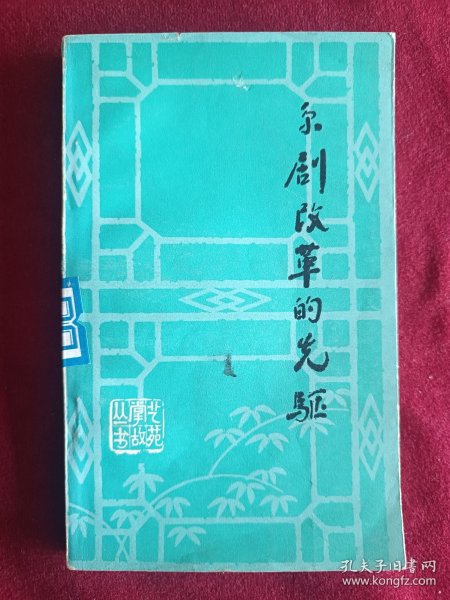 京剧改革的先驱
艺苑
掌故
丛书
孔夫子旧书网
www.kongfz.com